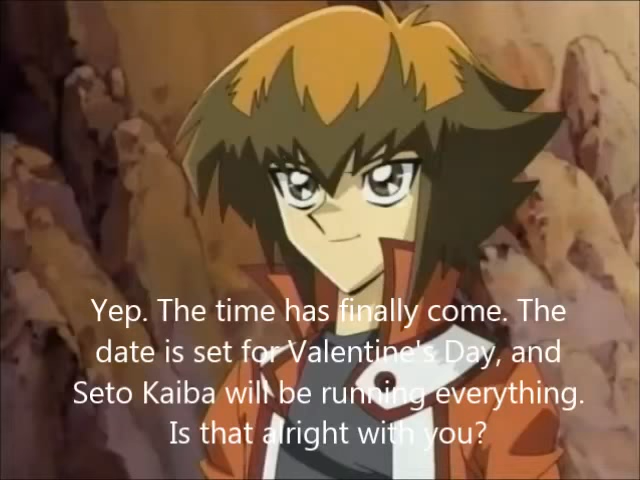 Yep. The time has finally come. The
date is set for Valentine's Day, and
Seto Kaiba will be running everything.
Is that alright with you?